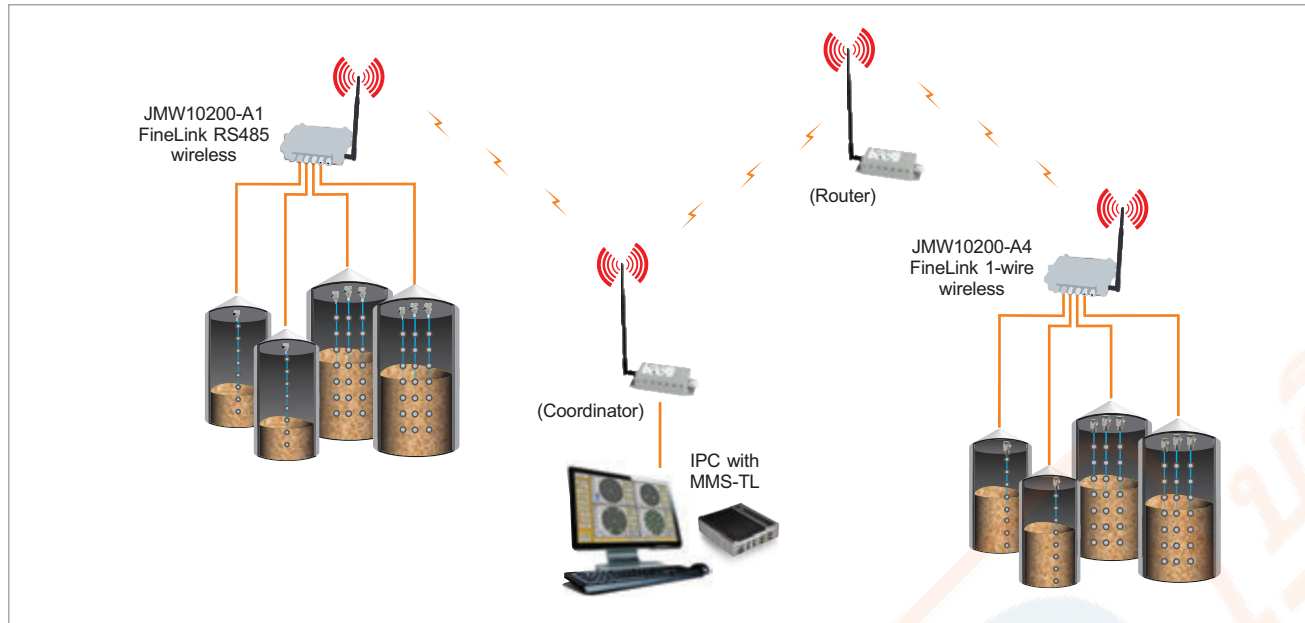 JMW10200-A1
FineLink RS485
wireless
(Router)
JMW10200-A4
FineLink 1-wire
wireless
(Coordinator)
IPC with
MMS-TL